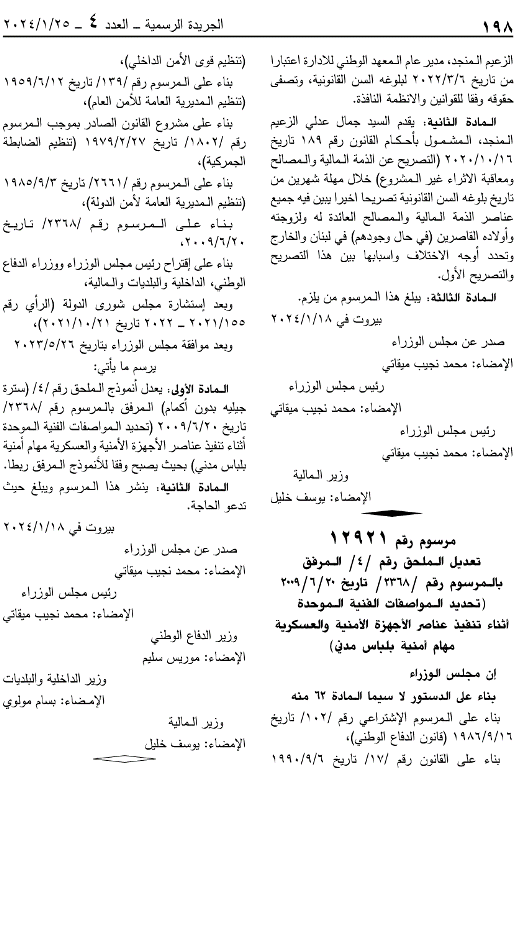 ١٩٨
الجريدة الرسمية ـ العدد ٤ ـ ٢٠٢٤/١/٢٥
الزعيم المنجد، مدير عام المعهد الوطني للادارة اعتبارا
من تاريخ ٢٠٢٢/٣/٦ لبلوغه السن القانونية، وتصفى
حقوقه وفقا للقوانين والانظمة النافذة.
المادة الثانية: يقدم السيد جمال عدلي الزعيم
المنجد، المشمول بأحكام القانون رقم ١٨٩ تاريخ
٢٠٢٠/١٠/١٦ (التصريح عن الذمة المالية والمصالح
ومعاقبة الاثراء غير المشروع) خلال مهلة شهرين من
تاريخ بلوغه السن القانونية تصريحا اخيرا يبين فيه جميع
عناصر الذمة المالية والمصالح العائدة له ولزوجته
وأولاده القاصرين (في حال وجودهم) في لبنان والخارج
وتحدد أوجه الاختلاف واسبابها بين هذا التصريح
والتصريح الأول.
المادة الثالثة: يبلغ هذا المرسوم من يلزم.
بيروت في ٢٠٢٤/١/١٨
صدر عن مجلس الوزراء
الإمضاء: محمد نجيب ميقاتي
رئيس مجلس الوزراء
الإمضاء: محمد نجيب ميقاتي
رئيس مجلس الوزراء
الإمضاء: محمد نجيب ميقاتي
وزير المالية
الإمضاء: يوسف خليل
مرسوم رقم ١٢٩٢١
تعديل الملحق رقم /٤/ المرفق
بالمرسوم رقم /٢٣٦٨/ تاريخ ٢٠٠٩/٦/٢٠
(تحديد المواصفات الفنية الموحدة
أثناء تنفيذ عناصر الأجهزة الأمنية والعسكرية
مهام أمنية بلباس مدني)
إن مجلس الوزراء
بناء على الدستور لا سيما المادة ٦٢ منه
بناء على المرسوم الإشتراعي رقم /١٠٢/ تاريخ
١٩٨٦/٩/١٦ (قانون الدفاع الوطني)،
بناء على القانون رقم /١٧/ تاريخ ١٩٩٠/٩/٦
(تنظيم قوى الأمن الداخلي)،
بناء على المرسوم رقم /١٣٩/ تاريخ ١٩٥٩/٦/١٢
(تنظيم المديرية العامة للأمن العام)،
بناء على مشروع القانون الصادر بموجب المرسوم
رقم /١٨٠٢/ تاريخ ١٩٧٩/٢/٢٧ (تنظيم الضابطة
الجمركية)،
بناء على المرسوم رقم /٢٦٦١/ تاريخ ١٩٨٥/٩/٣
(تنظيم المديرية العامة لأمن الدولة)،
بناء على المرسوم رقم /٢٣٦٨/ تاريخ
٢٠٠٩/٦/٢٠،
بناء على إقتراح رئيس مجلس الوزراء ووزراء الدفاع
الوطني، الداخلية والبلديات والمالية،
وبعد إستشارة مجلس شورى الدولة (الرأي رقم
٢٠٢١/١٥٥ ـ ٢٠٢٢ تاريخ ٢٠٢١/١٠/٢١)،
وبعد موافقة مجلس الوزراء بتاريخ ٢٠٢٣/٥/٢٦
يرسم ما يأتي:
المادة الأولى: يعدل أنموذج الملحق رقم /٤/ (سترة
جيليه بدون أكمام) المرفق بالمرسوم رقم /٢٣٦٨/
تاريخ ٢٠٠٩/٦/٢٠ (تحديد المواصفات الفنية الموحدة
أثناء تنفيذ عناصر الأجهزة الأمنية والعسكرية مهام أمنية
بلباس مدني) بحيث يصبح وفقا للأنموذج المرفق ربطا.
المادة الثانية: ينشر هذا المرسوم ويبلغ حيث
تدعو الحاجة.
بيروت في ٢٠٢٤/١/١٨
صدر عن مجلس الوزراء
الإمضاء: محمد نجيب ميقاتي
رئيس مجلس الوزراء
الإمضاء: محمد نجيب ميقاتي
وزير الدفاع الوطني
الإمضاء: موريس سليم
وزير الداخلية والبلديات
الإمضاء: بسام مولوي
وزير المالية
الإمضاء: يوسف خليل